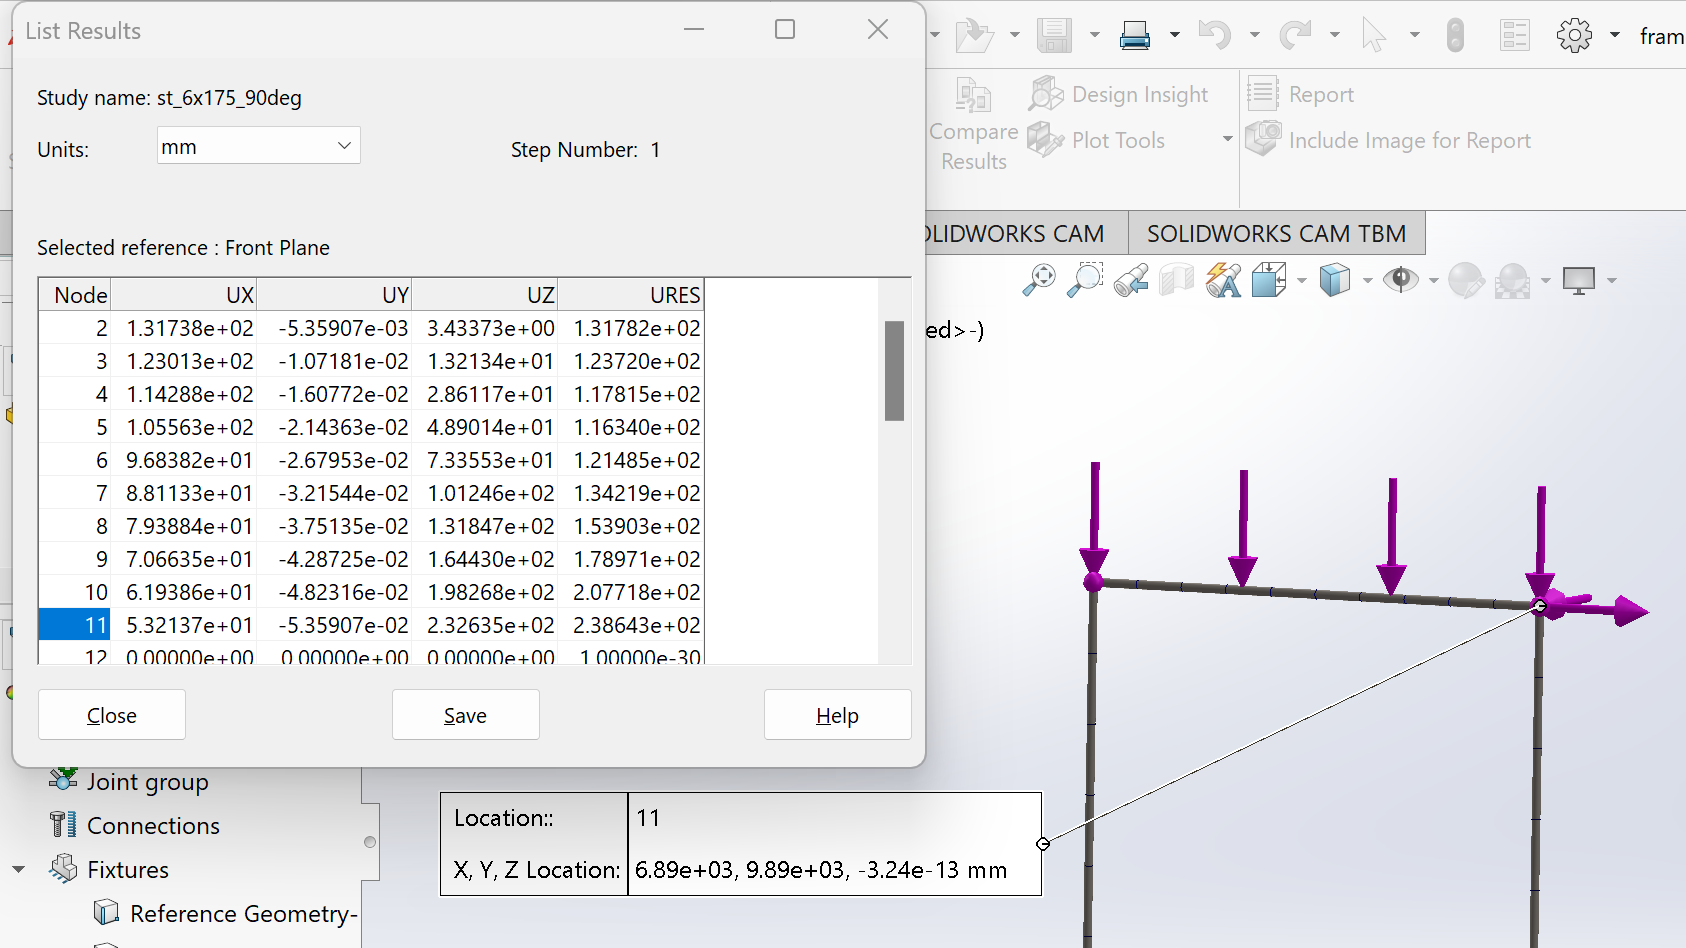 List Results
Study name: st_6x175_90deg
Units: mm
Step Number: 1
Selected reference : Front Plane
Node UX UY UZ URES
2 1.31738e+02 -5.35907e-03 3.43373e+00 1.31782e+02
3 1.23013e+02 -1.07181e-02 1.32134e+01 1.23720e+02
4 1.14288e+02 -1.60772e-02 2.86117e+01 1.17815e+02
5 1.05563e+02 -2.14363e-02 4.89014e+01 1.16340e+02
6 9.68382e+01 -2.67953e-02 7.33553e+01 1.21485e+02
7 8.81133e+01 -3.21544e-02 1.01246e+02 1.34219e+02
8 7.93884e+01 -3.75135e-02 1.31847e+02 1.53903e+02
9 7.06635e+01 -4.28725e-02 1.64430e+02 1.78971e+02
10 6.19386e+01 -4.82316e-02 1.98268e+02 2.07718e+02
11 5.32137e+01 -5.35907e-02 2.32635e+02 2.38643e+02
12 0.00000e+00 0.00000e+00 0.00000e+00 1.00000e-30
Close Save Help
fram
Compare
Results
Design Insight
Plot Tools
Report
Include Image for Report
OLIDWORKS CAM
SOLIDWORKS CAM TBM
ed>-)
Joint group
Connections
Fixtures
Reference Geometry-
Location:: 11
X, Y, Z Location: 6.89e+03, 9.89e+03, -3.24e-13 mm